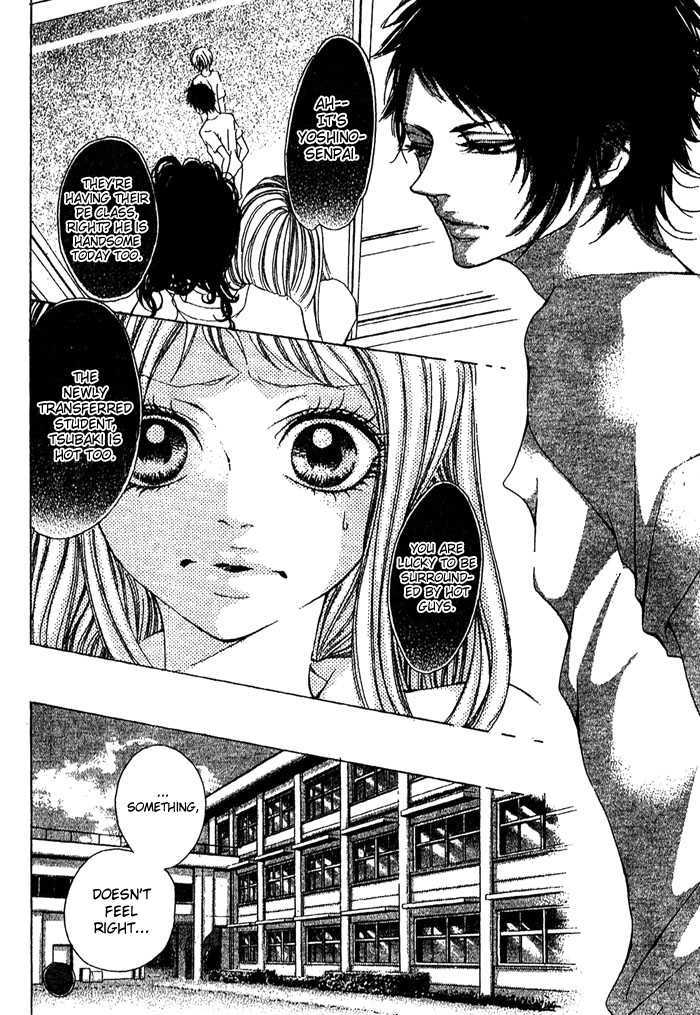 AH--
IT'S
YOSHINO-
SENPAI.
THEY'RE
HAVING THEIR
PE CLASS,
RIGHT? HE IS
HANDSOME
TODAY TOO.
THE
NEWLY
TRANSFERRED
STUDENT,
TSUBAKI IS
HOT TOO.
YOU ARE
LUCKY TO BE
SURROUND-
ED BY HOT
GUYS.
...
SOMETHING,
DOESN'T
FEEL
RIGHT...